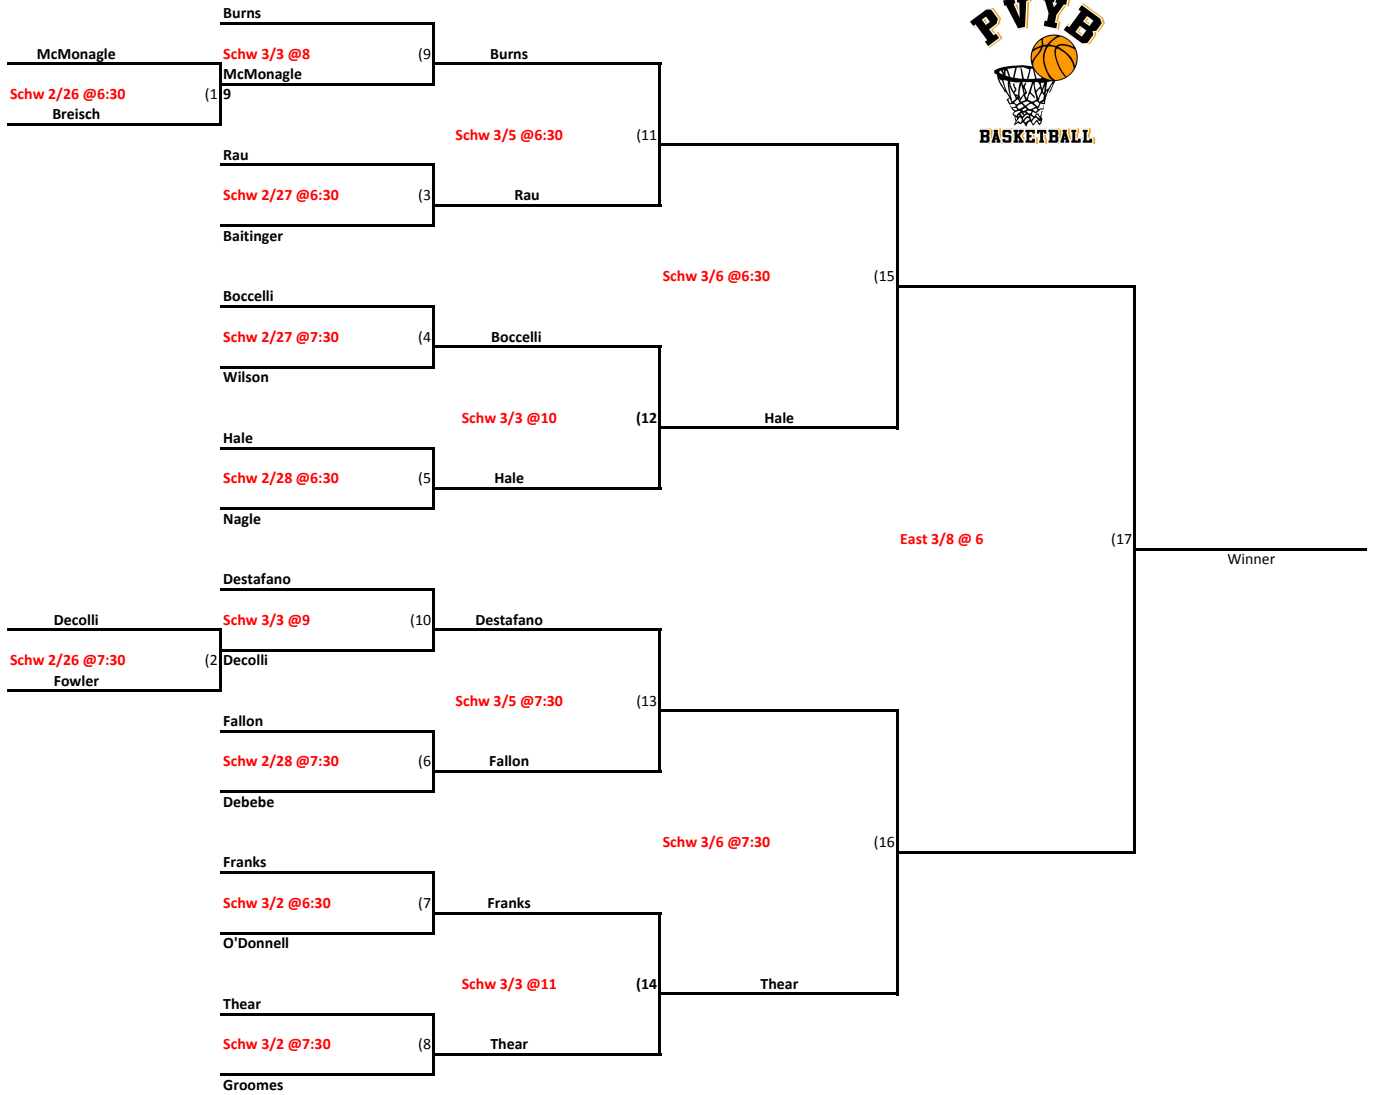 PVYB
BASKETBALL
Burns
McMonagle
Schw 3/3 @8
(9
Burns
McMonagle
Schw 2/26 @6:30
(1
9
Breisch
Schw 3/5 @6:30
(11
Rau
Schw 2/27 @6:30
(3
Rau
Baitinger
Schw 3/6 @6:30
(15
Boccelli
Schw 2/27 @7:30
(4
Boccelli
Wilson
Schw 3/3 @10
(12
Hale
Hale
Schw 2/28 @6:30
(5
Hale
Nagle
East 3/8 @ 6
(17
Winner
Destafano
Decolli
Schw 3/3 @9
(10
Destafano
Schw 2/26 @7:30
(2
Decolli
Fowler
Schw 3/5 @7:30
(13
Fallon
Schw 2/28 @7:30
(6
Fallon
Debebe
Schw 3/6 @7:30
(16
Franks
Schw 3/2 @6:30
(7
Franks
O'Donnell
Schw 3/3 @11
(14
Thear
Thear
Schw 3/2 @7:30
(8
Thear
Groomes